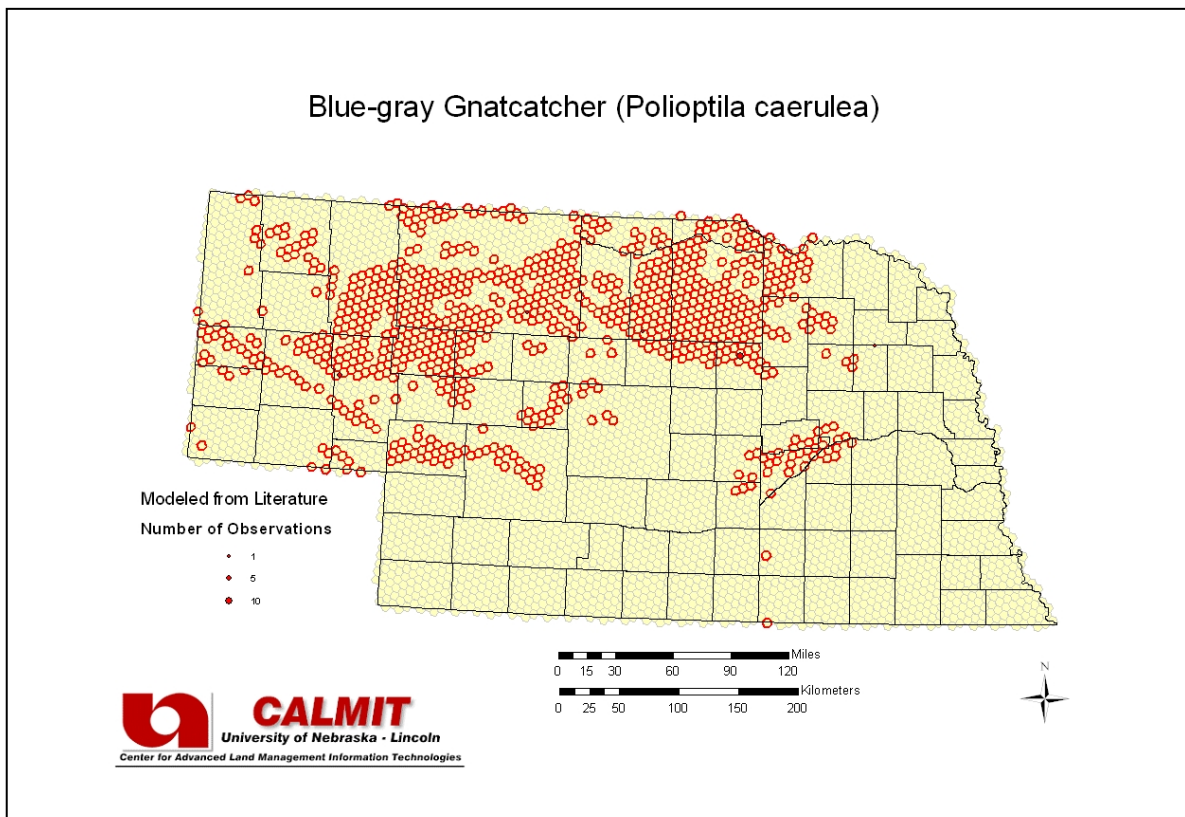 Blue-gray Gnatcatcher (Polioptila caerulea)
Modeled from Literature
Number of Observations
1
5
10
Miles
0 15 30 60 90 120
Kilometers
0 25 50 100 150 200
N
CALMIT
University of Nebraska - Lincoln
Center for Advanced Land Management Information Technologies